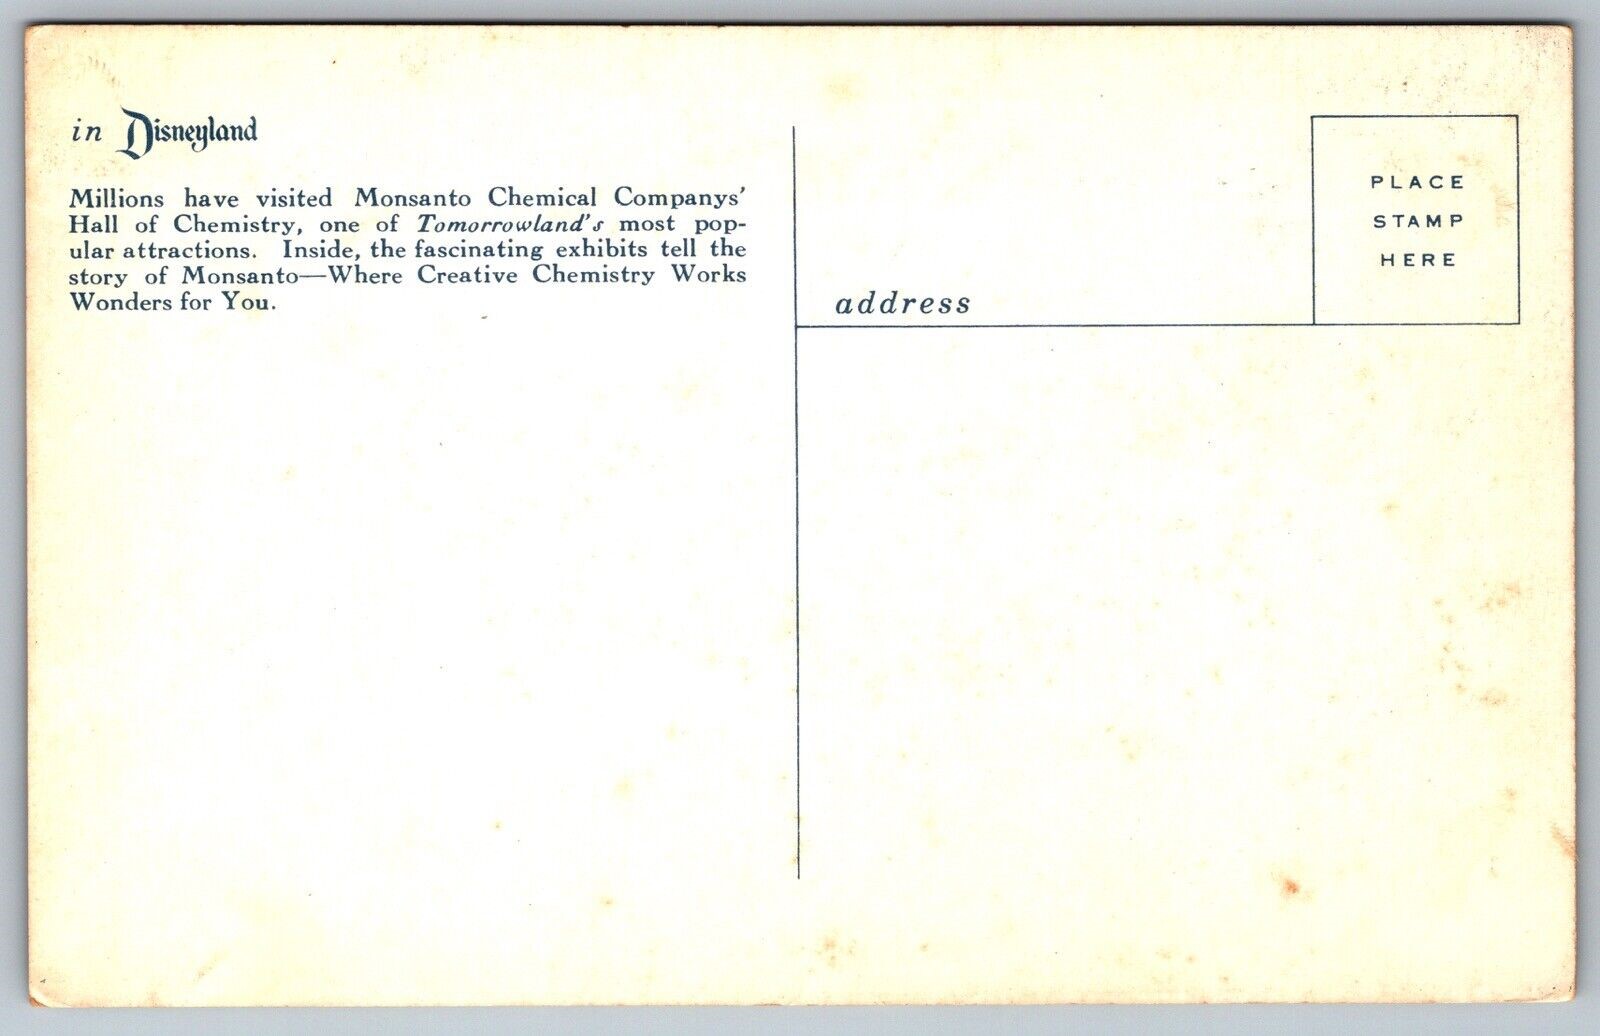 in Disneyland
Millions have visited Monsanto Chemical Companys'
Hall of Chemistry, one of Tomorrowland's most pop-
ular attractions. Inside, the fascinating exhibits tell the
story of Monsanto—Where Creative Chemistry Works
Wonders for You.
PLACE
STAMP
HERE
address